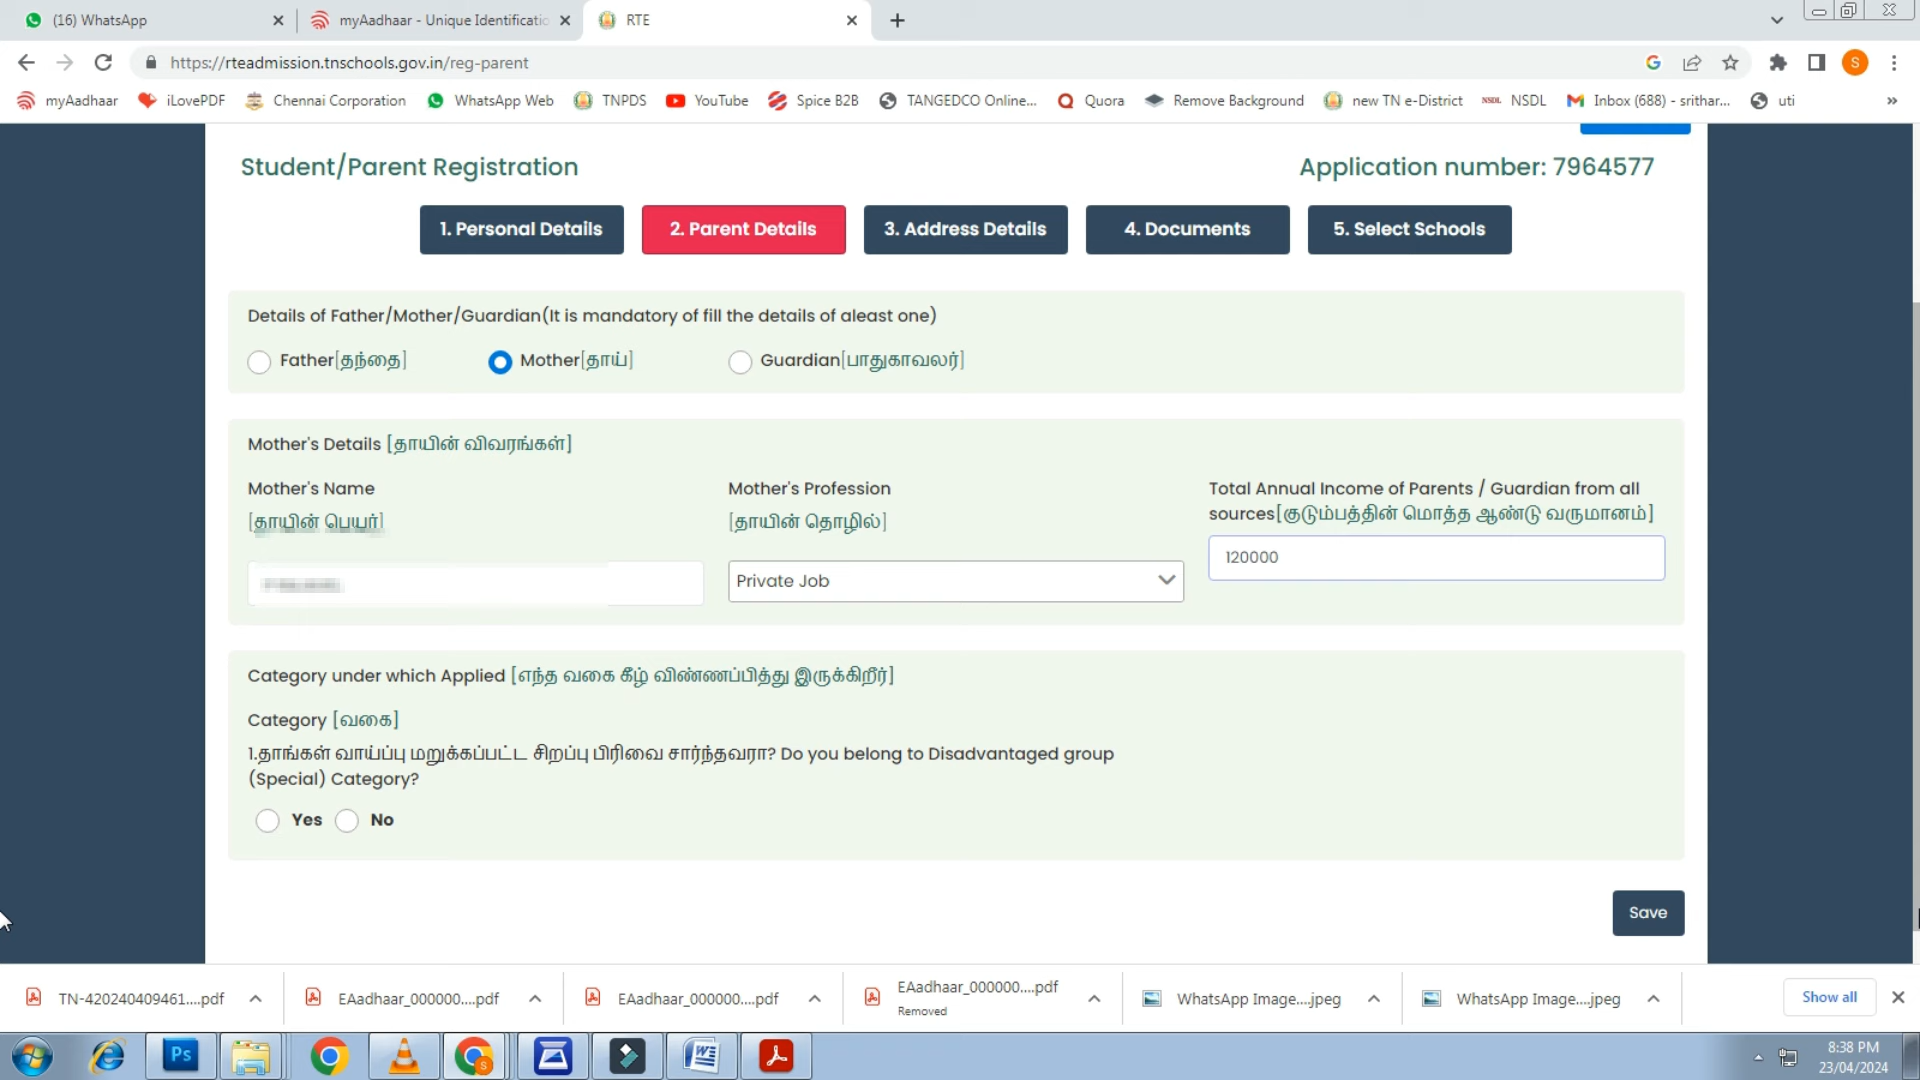 (16) WhatsApp
myAadhaar - Unique Identificatio
RTE
https://rteadmission.tnschools.gov.in/reg-parent
G
S
myAadhaar
iLovePDF
Chennai Corporation
WhatsApp Web
TNPDS
YouTube
Spice B2B
TANGEDCO Online...
Quora
Remove Background
new TN e-District
NSDL NSDL
Inbox (688) - srithar...
uti
»
Student/Parent Registration
Application number: 7964577
1. Personal Details
2. Parent Details
3. Address Details
4. Documents
5. Select Schools
Details of Father/Mother/Guardian(It is mandatory of fill the details of aleast one)
Father[தந்தை]
Mother[தாய்]
Guardian[பாதுகாவலர்]
Mother's Details [தாயின் விவரங்கள்]
Mother's Name
[தாயின் பெயர்]
Mother's Profession
[தாயின் தொழில்]
Private Job
Total Annual Income of Parents / Guardian from all
sources[குடும்பத்தின் மொத்த ஆண்டு வருமானம்]
120000
Category under which Applied [எந்த வகை கீழ் விண்ணப்பித்து இருக்கிறீர்]
Category [வகை]
1.தாங்கள் வாய்ப்பு மறுக்கப்பட்ட சிறப்பு பிரிவை சார்ந்தவரா? Do you belong to Disadvantaged group
(Special) Category?
Yes
No
Save
TN-420240409461....pdf
EAadhaar_000000....pdf
EAadhaar_000000....pdf
EAadhaar_000000....pdf
Removed
WhatsApp Image....jpeg
WhatsApp Image....jpeg
Show all
Ps
S
8:38 PM
23/04/2024